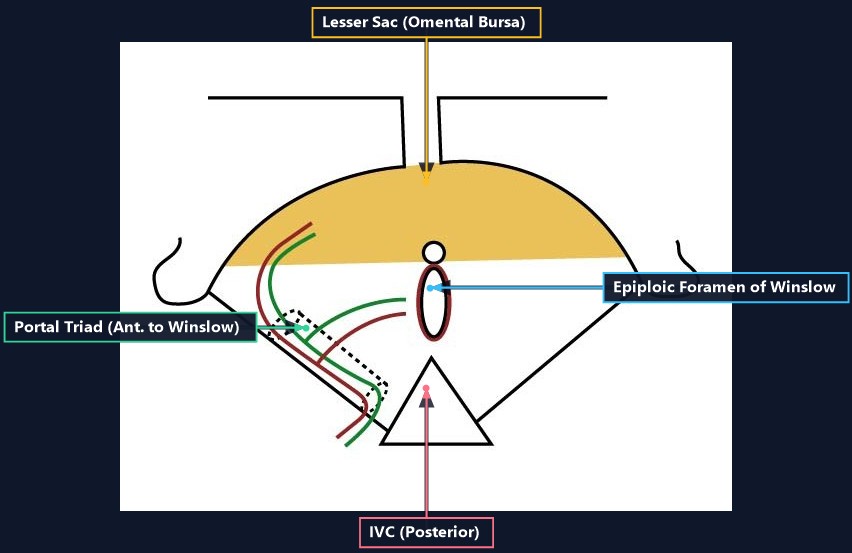 Lesser Sac (Omental Bursa)
Epiploic Foramen of Winslow
Portal Triad (Ant. to Winslow)
IVC (Posterior)